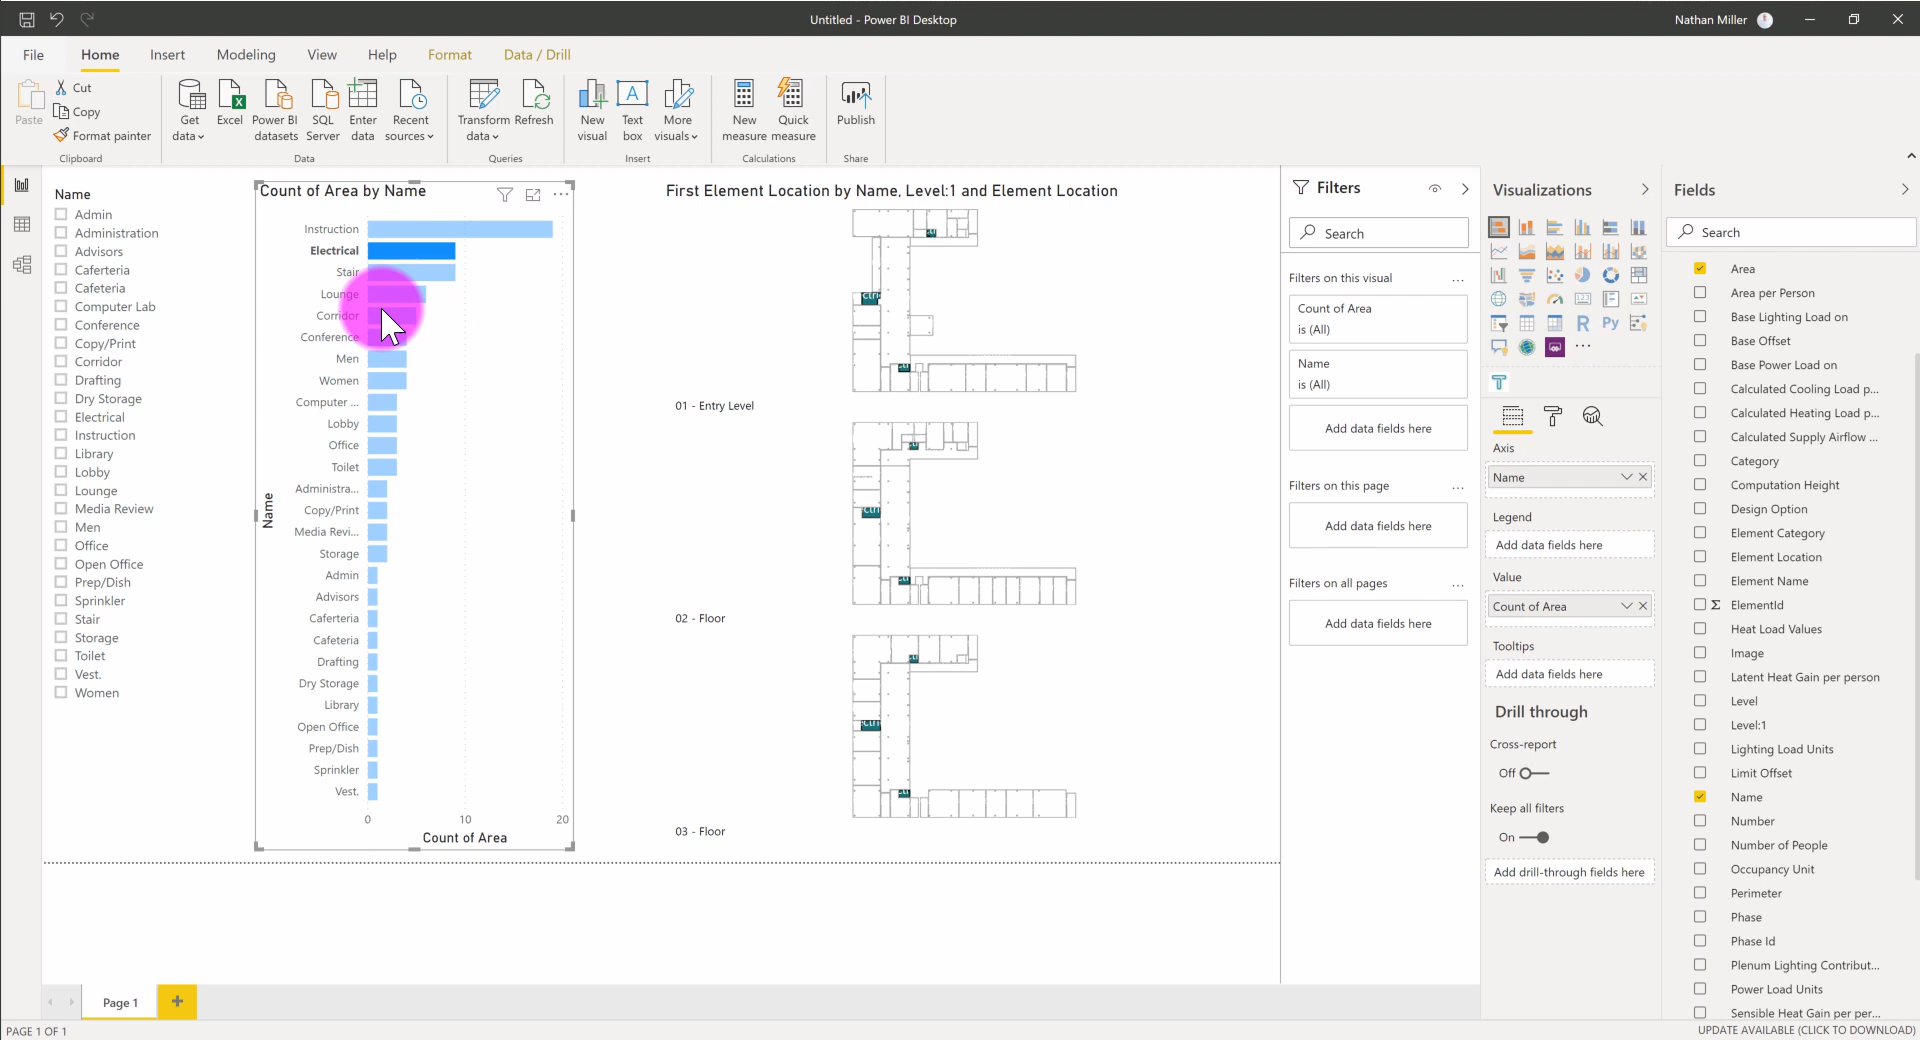 Untitled - Power BI Desktop
Nathan Miller
File
Home
Insert
Modeling
View
Help
Format
Data / Drill
Paste
Cut
Copy
Format painter
Clipboard
Get data
Excel
Power BI datasets
SQL Server
Enter data
Recent sources
Data
Transform data
Refresh
Queries
New visual
Text box
More visuals
Insert
New measure
Quick measure
Calculations
Publish
Share
Name
Admin
Administration
Advisors
Caferteria
Cafeteria
Computer Lab
Conference
Copy/Print
Corridor
Drafting
Dry Storage
Electrical
Instruction
Library
Lobby
Lounge
Media Review
Men
Office
Open Office
Prep/Dish
Sprinkler
Stair
Storage
Toilet
Vest.
Women
Count of Area by Name
Name
Instruction
Electrical
Stair
Lounge
Corridor
Conference
Men
Women
Computer ...
Lobby
Office
Toilet
Administra...
Copy/Print
Media Revi...
Storage
Admin
Advisors
Caferteria
Cafeteria
Drafting
Dry Storage
Library
Open Office
Prep/Dish
Sprinkler
Vest.
0
10
20
Count of Area
First Element Location by Name, Level:1 and Element Location
01 - Entry Level
02 - Floor
03 - Floor
Filters
Search
Filters on this visual
Count of Area
is (All)
Name
is (All)
Add data fields here
Filters on this page
Add data fields here
Filters on all pages
Add data fields here
Visualizations
R
Py
Axis
Name
Legend
Add data fields here
Value
Count of Area
Tooltips
Add data fields here
Drill through
Cross-report
Off
Keep all filters
On
Add drill-through fields here
Fields
Search
Area
Area per Person
Base Lighting Load on
Base Offset
Base Power Load on
Calculated Cooling Load p...
Calculated Heating Load p...
Calculated Supply Airflow ...
Category
Computation Height
Design Option
Element Category
Element Location
Element Name
Σ ElementId
Heat Load Values
Image
Latent Heat Gain per person
Level
Level:1
Lighting Load Units
Limit Offset
Name
Number
Number of People
Occupancy Unit
Perimeter
Phase
Phase Id
Plenum Lighting Contribut...
Power Load Units
Sensible Heat Gain per per...
Page 1
PAGE 1 OF 1
UPDATE AVAILABLE (CLICK TO DOWNLOAD)